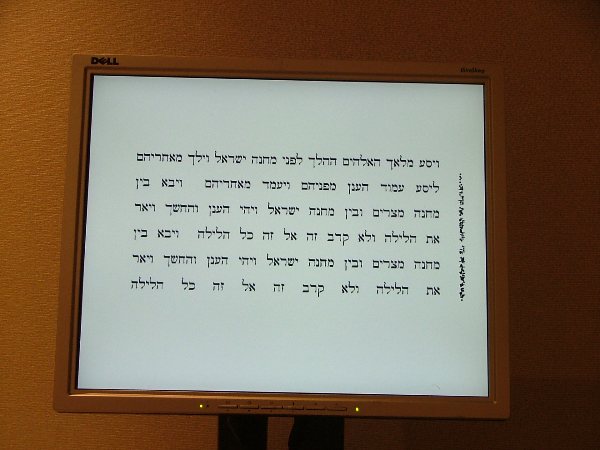 DELL
ויסע מלאך האלהים ההלך לפני מחנה ישראל וילך מאחריהם
ליסע עמוד הענן מפניהם ויעמד מאחריהם ויבא בין
מחנה מצרים ובין מחנה ישראל ויהי הענן והחשך ויאר
את הלילה ולא קרב זה אל זה כל הלילה ויבא בין
מחנה מצרים ובין מחנה ישראל ויהי הענן והחשך ויאר
את הלילה ולא קרב זה אל זה כל הלילה